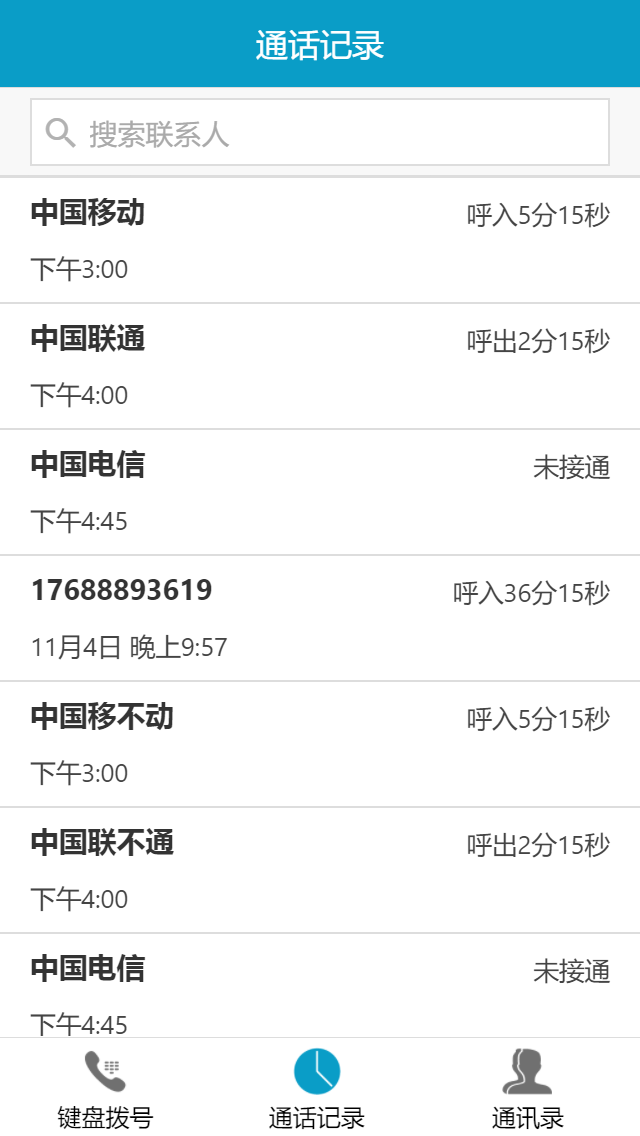 通话记录
搜索联系人
中国移动
呼入5分15秒
下午3:00
中国联通
呼出2分15秒
下午4:00
中国电信
未接通
下午4:45
17688893619
呼入36分15秒
11月4日 晚上9:57
中国移不动
呼入5分15秒
下午3:00
中国联不通
呼出2分15秒
下午4:00
中国电信
未接通
下午4:45
键盘拨号
通话记录
通讯录